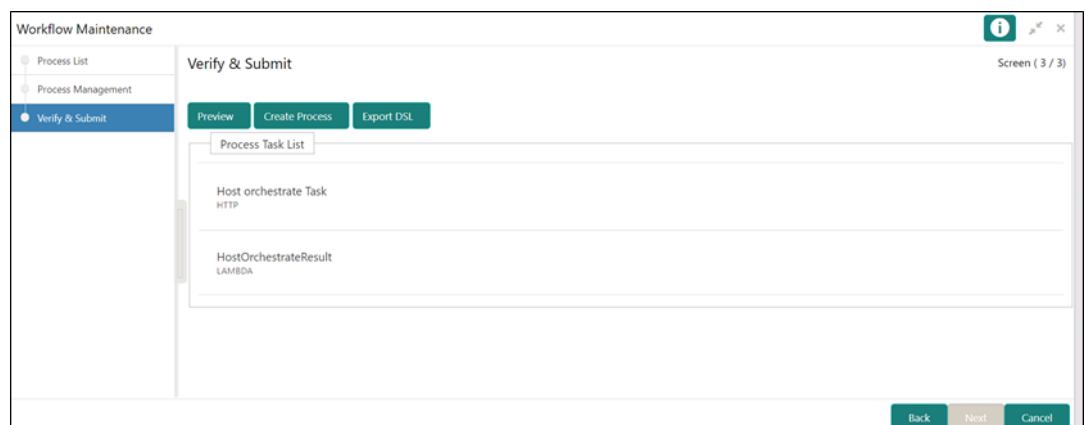 Workflow Maintenance
Process List
Process Management
Verify & Submit
Verify & Submit
Screen ( 3 / 3)
Preview
Create Process
Export DSL
Process Task List
Host orchestrate Task
HTTP
HostOrchestrateResult
LAMBDA
Back
Next
Cancel